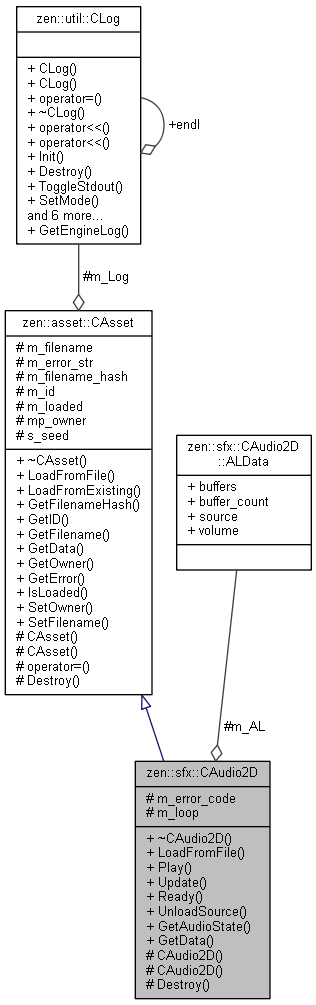 zen::util::CLog
+ CLog()
+ CLog()
+ operator=()
+ ~CLog()
+ operator<<()
+ operator<<()
+ Init()
+ Destroy()
+ ToggleStdout()
+ SetMode()
and 6 more...
+ GetEngineLog()
+endl
#m_Log
zen::asset::CAsset
# m_filename
# m_error_str
# m_filename_hash
# m_id
# m_loaded
# mp_owner
# s_seed
+ ~CAsset()
+ LoadFromFile()
+ LoadFromExisting()
+ GetFilenameHash()
+ GetID()
+ GetFilename()
+ GetData()
+ GetOwner()
+ GetError()
+ IsLoaded()
+ SetOwner()
+ SetFilename()
# CAsset()
# CAsset()
# operator=()
# Destroy()
zen::sfx::CAudio2D
::ALData
+ buffers
+ buffer_count
+ source
+ volume
#m_AL
zen::sfx::CAudio2D
# m_error_code
# m_loop
+ ~CAudio2D()
+ LoadFromFile()
+ Play()
+ Update()
+ Ready()
+ UnloadSource()
+ GetAudioState()
+ GetData()
# CAudio2D()
# CAudio2D()
# Destroy()